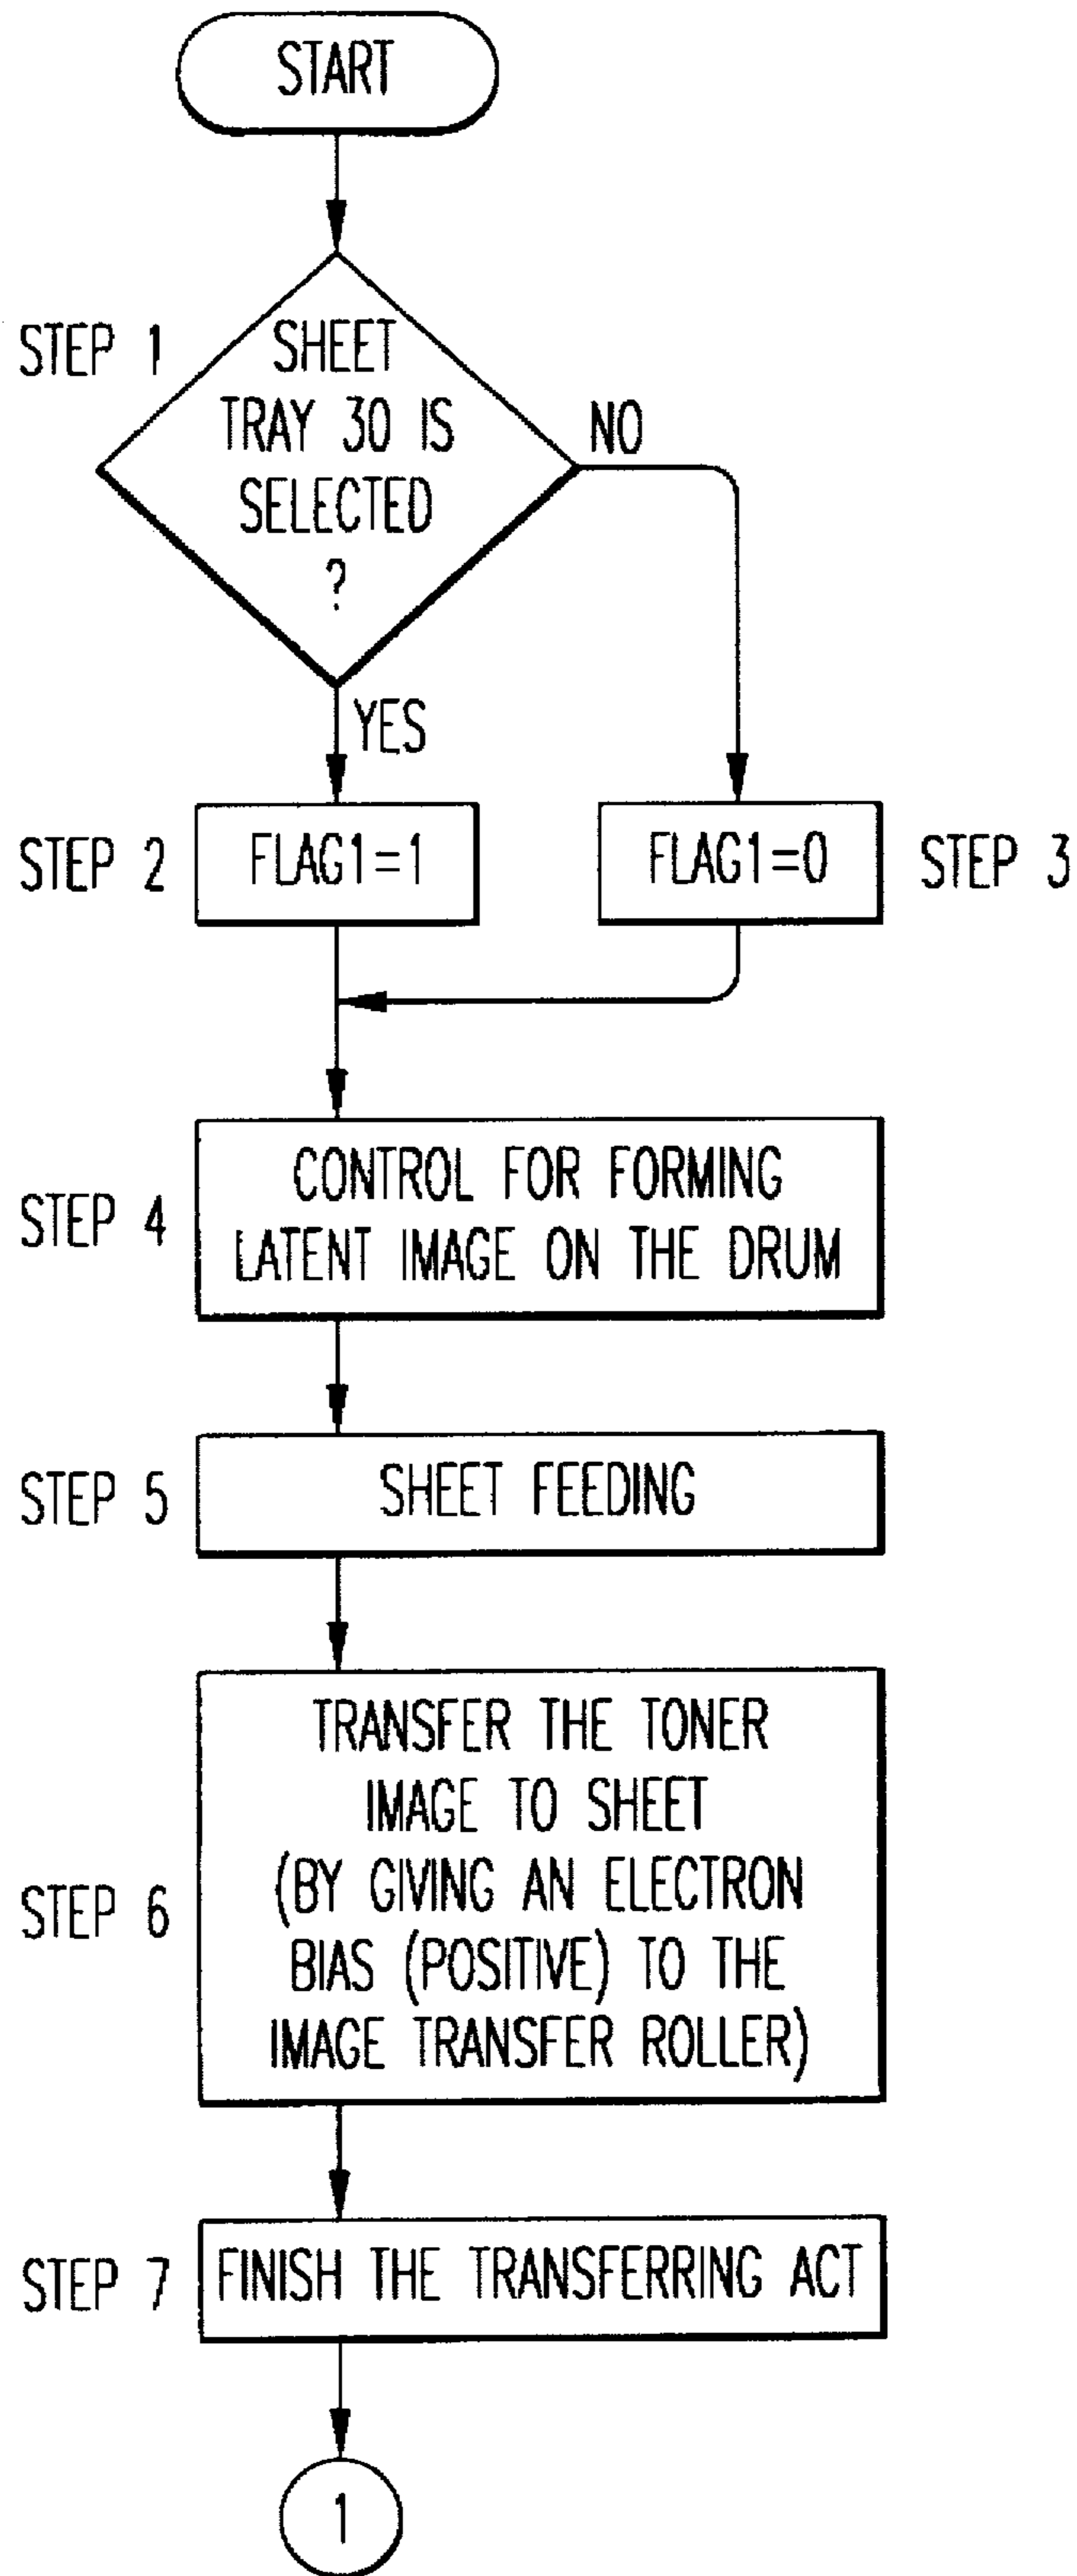 START
STEP 1
SHEET
TRAY 30 IS
SELECTED
?
NO
YES
STEP 2
FLAG1=1
FLAG1=0
STEP 3
STEP 4
CONTROL FOR FORMING
LATENT IMAGE ON THE DRUM
STEP 5
SHEET FEEDING
STEP 6
TRANSFER THE TONER
IMAGE TO SHEET
(BY GIVING AN ELECTRON
BIAS (POSITIVE) TO THE
IMAGE TRANSFER ROLLER)
STEP 7
FINISH THE TRANSFERRING ACT
1